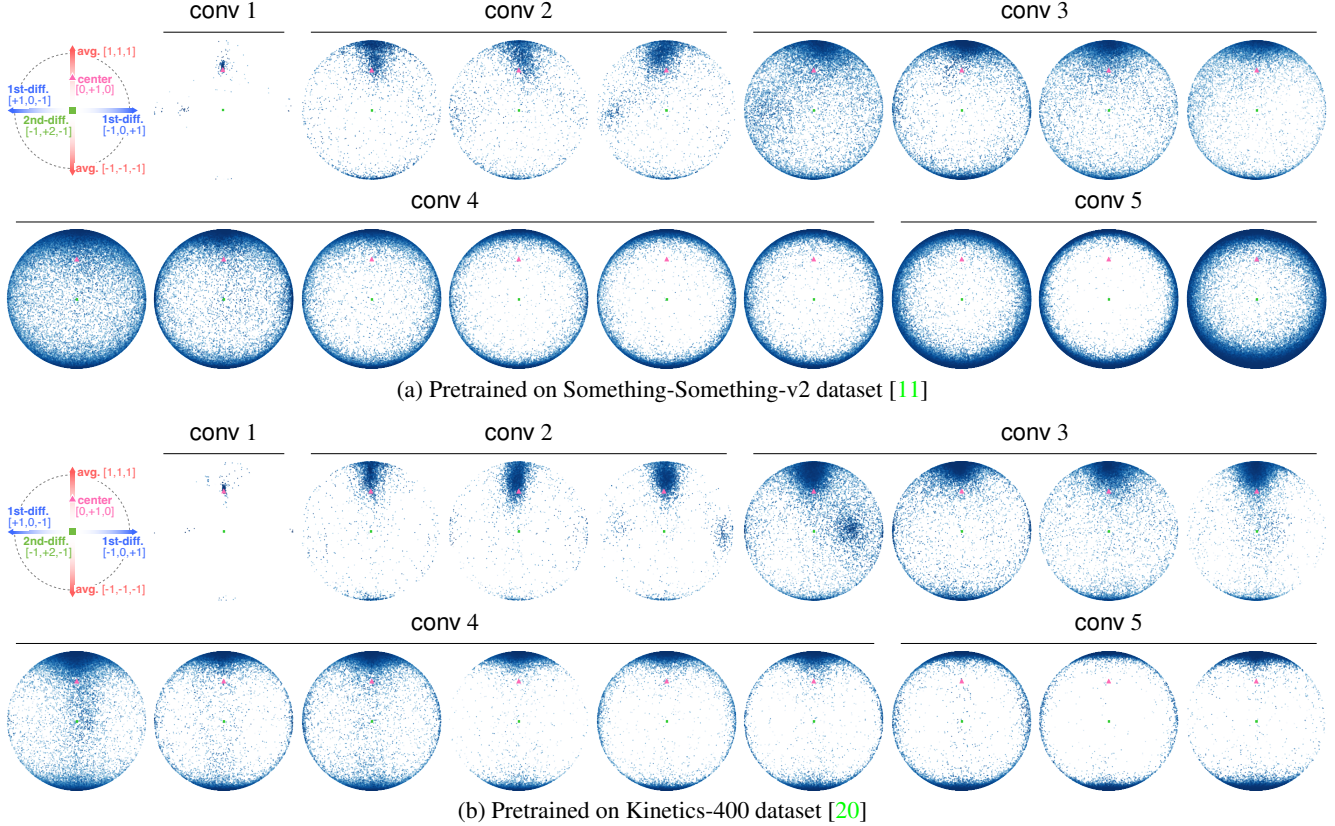 conv 1
conv 2
conv 3
avg. [1,1,1]
center
[0,+1,0]
1st-diff.
[+1,0,-1]
2nd-diff.
[-1,+2,-1]
1st-diff.
[-1,0,+1]
avg. [-1,-1,-1]
conv 4
conv 5
(a) Pretrained on Something-Something-v2 dataset [11]
conv 1
conv 2
conv 3
avg. [1,1,1]
center
[0,+1,0]
1st-diff.
[+1,0,-1]
2nd-diff.
[-1,+2,-1]
1st-diff.
[-1,0,+1]
avg. [-1,-1,-1]
conv 4
conv 5
(b) Pretrained on Kinetics-400 dataset [20]